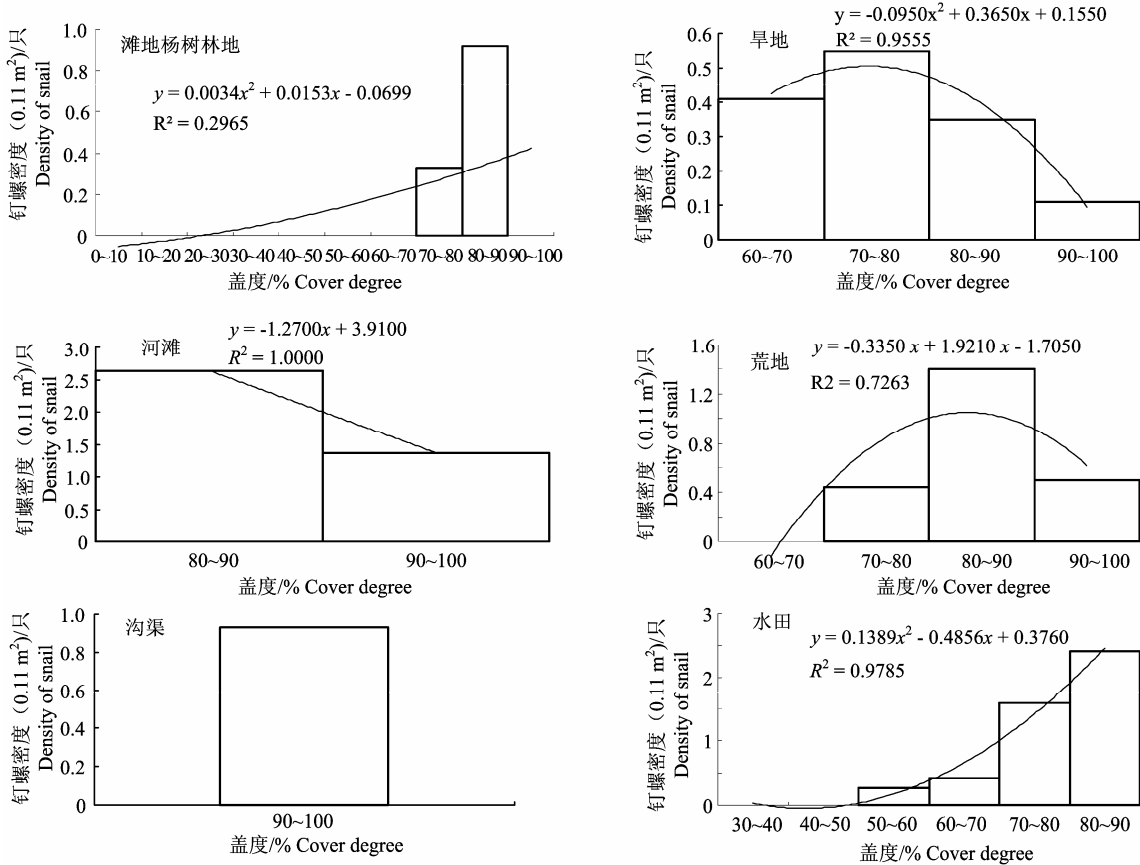 滩地杨树林地
y = 0.0034x² + 0.0153x - 0.0699
R² = 0.2965
钉螺密度（0.11 m²)/只
Density of snail
1.0
0.8
0.6
0.4
0.2
0
0~10 10~20 20~30 30~40 40~50 50~60 60~70 70~80 80~90 90~100
盖度/% Cover degree
y = -0.0950x² + 0.3650x + 0.1550
R² = 0.9555
旱地
钉螺密度（0.11 m²)/只
Density of snail
0.6
0.5
0.4
0.3
0.2
0.1
0
60~70 70~80 80~90 90~100
盖度/% Cover degree
y = -1.2700x + 3.9100
R² = 1.0000
河滩
钉螺密度（0.11 m²)/只
Density of snail
3.0
2.5
2.0
1.5
1.0
0.5
0
80~90 90~100
盖度/% Cover degree
y = -0.3350 x + 1.9210 x - 1.7050
R2 = 0.7263
荒地
钉螺密度（0.11 m²)/只
Density of snail
1.6
1.2
0.8
0.4
0
60~70 70~80 80~90 90~100
盖度/% Cover degree
沟渠
钉螺密度（0.11 m²)/只
Density of snail
1.0
0.8
0.6
0.4
0.2
0
90~100
盖度/% Cover degree
水田
y = 0.1389x² - 0.4856x + 0.3760
R² = 0.9785
钉螺密度（0.11 m²)/只
Density of snail
3
2
1
0
30~40 40~50 50~60 60~70 70~80 80~90
盖度/% Cover degree